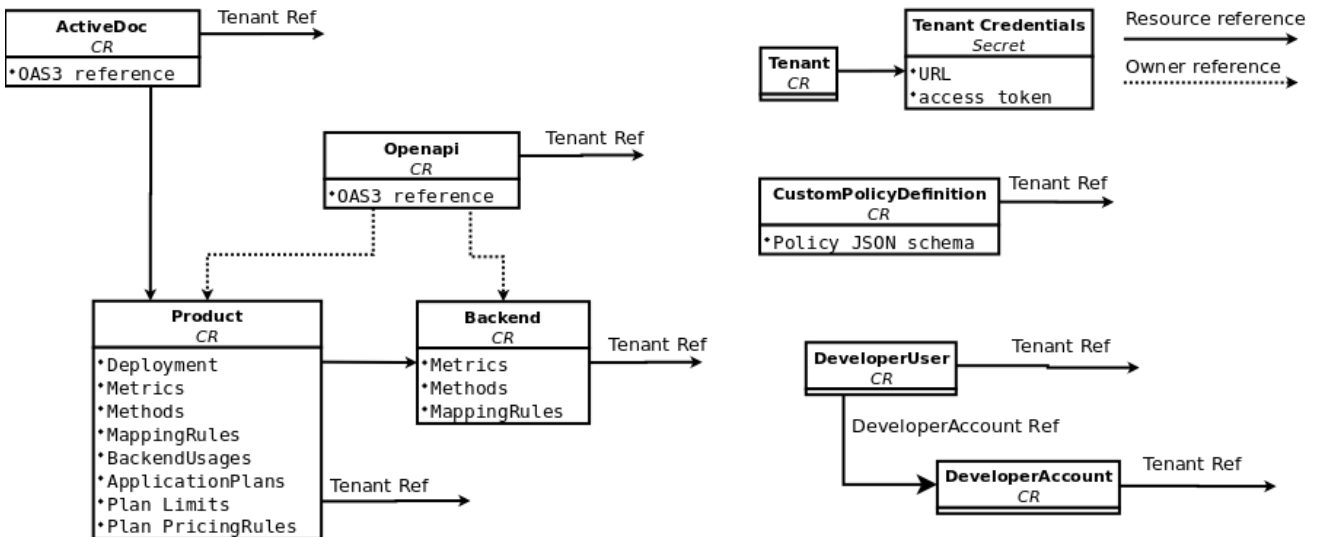 Tenant Ref
ActiveDoc
CR
OAS3 reference
Tenant Credentials
Secret
URL
access token
Tenant
CR
Resource reference
Owner reference
Tenant Ref
Openapi
CR
OAS3 reference
Tenant Ref
CustomPolicyDefinition
CR
Policy JSON schema
Product
CR
Deployment
Metrics
Methods
MappingRules
BackendUsages
ApplicationPlans
Plan Limits
Plan PricingRules
Tenant Ref
Backend
CR
Metrics
Methods
MappingRules
Tenant Ref
DeveloperUser
CR
Tenant Ref
DeveloperAccount Ref
DeveloperAccount
CR
Tenant Ref